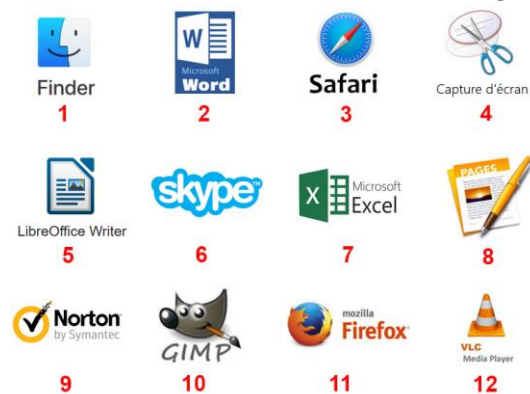 Finder
1
W
Microsoft
Word
2
Safari
3
Capture d'écran
4
LibreOffice Writer
5
skype
6
X
Microsoft
Excel
7
PAGES
8
Norton
by Symantec
9
GIMP
10
mozilla
Firefox
11
VLC
Media Player
12